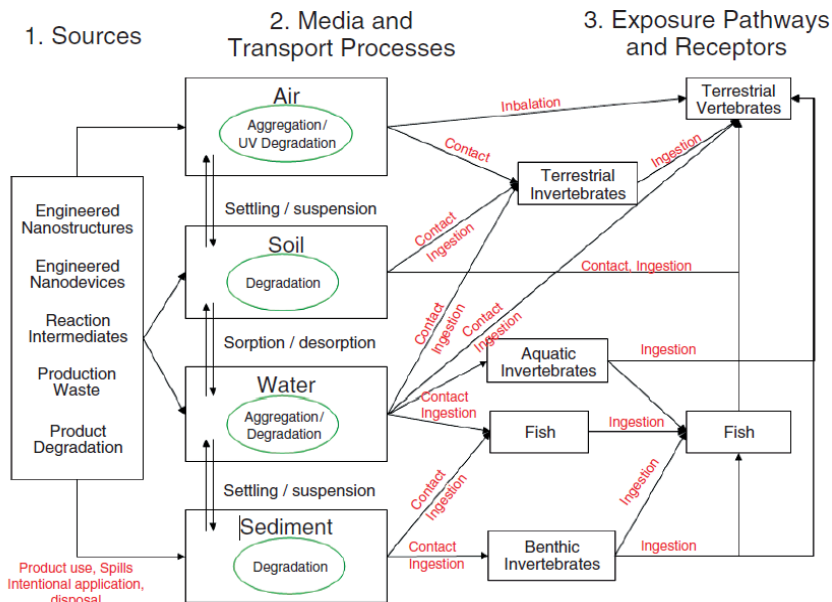 1. Sources
2. Media and
Transport Processes
3. Exposure Pathways
and Receptors
Engineered
Nanostructures
Engineered
Nanodevices
Reaction
Intermediates
Production
Waste
Product
Degradation
Product use, Spills
Intentional application,
disposal
Air
Aggregation/
UV Degradation
Settling / suspension
Soil
Degradation
Sorption / desorption
Water
Aggregation/
Degradation
Settling / suspension
Sediment
Degradation
Inbalation
Contact
Contact
Ingestion
Contact
Ingestion
Contact
Ingestion
Contact
Ingestion
Contact
Ingestion
Contact
Ingestion
Terrestrial
Invertebrates
Ingestion
Terrestrial
Vertebrates
Contact, Ingestion
Aquatic
Invertebrates
Ingestion
Fish
Ingestion
Fish
Ingestion
Benthic
Invertebrates
Ingestion